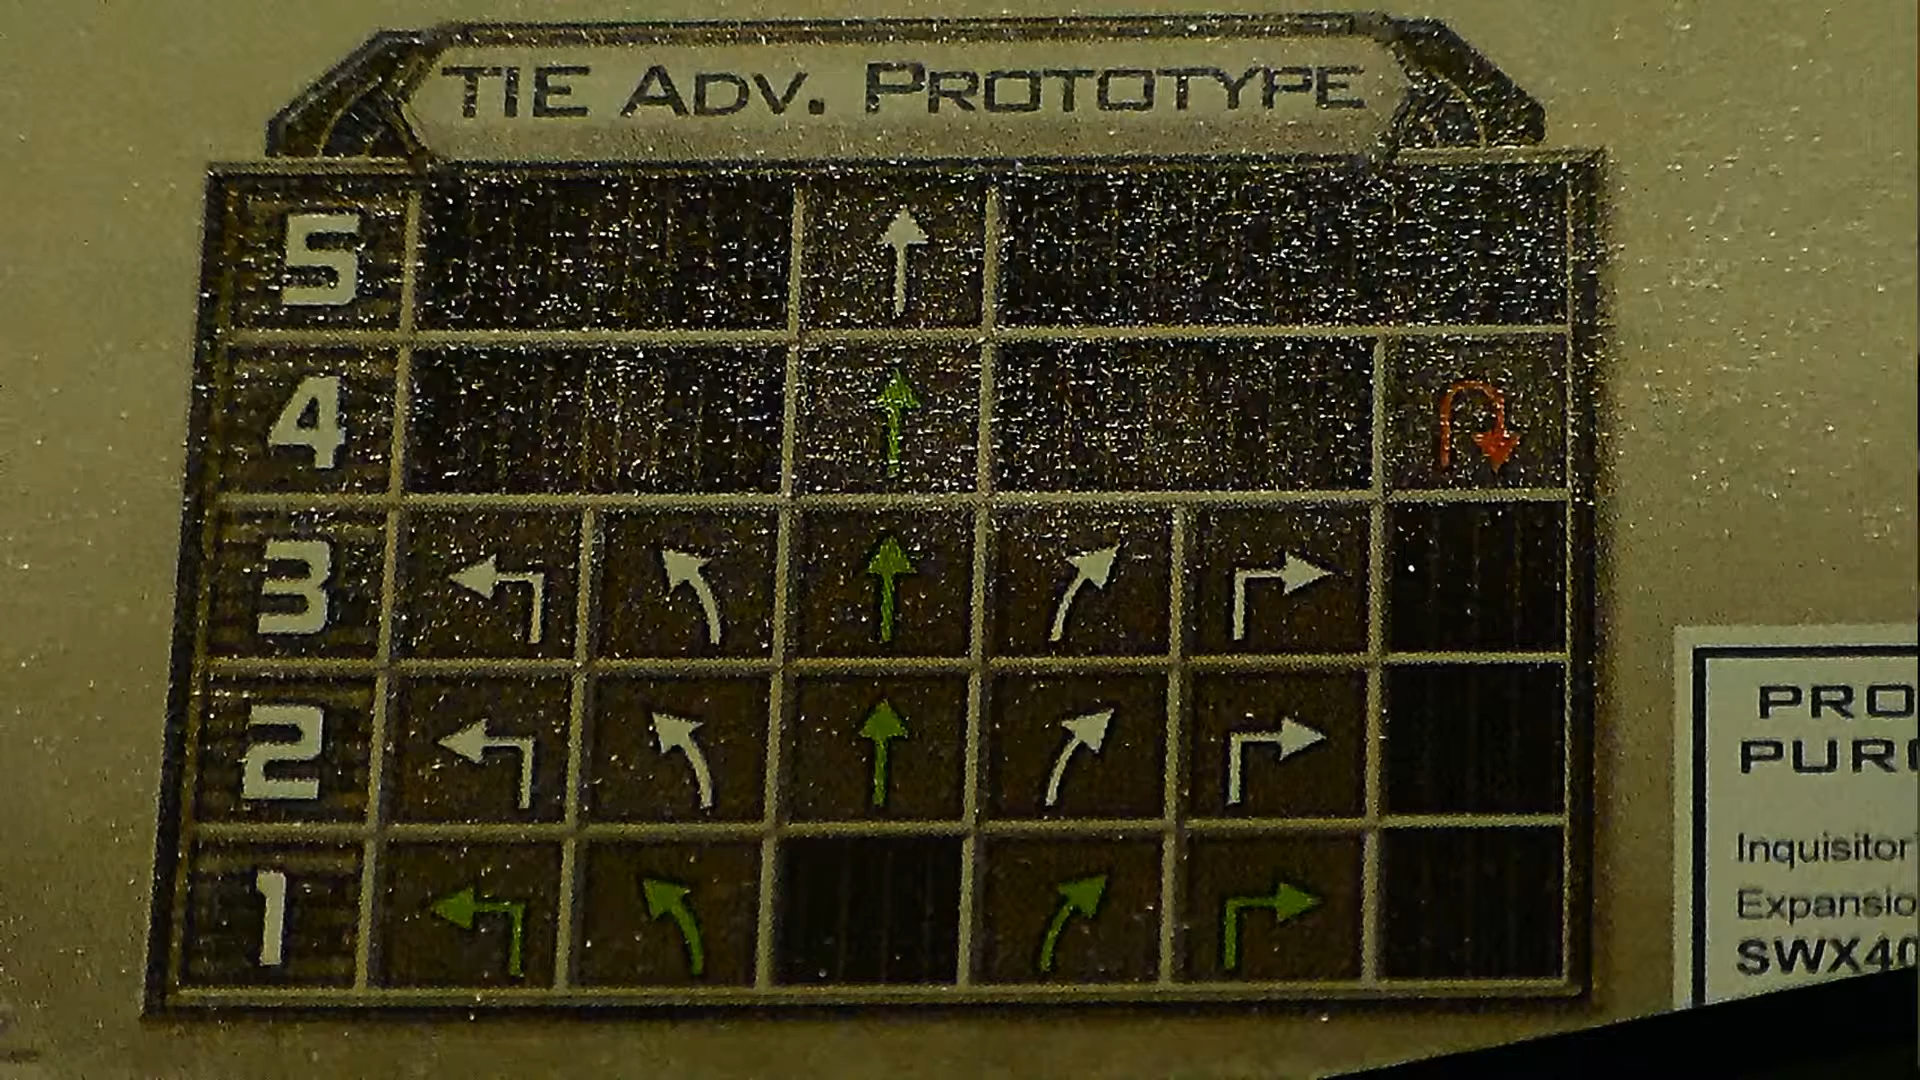 TIE ADV. PROTOTYPE
5
4
3
2
1
PRO
PUR
Inquisitor
Expansio
SWX40